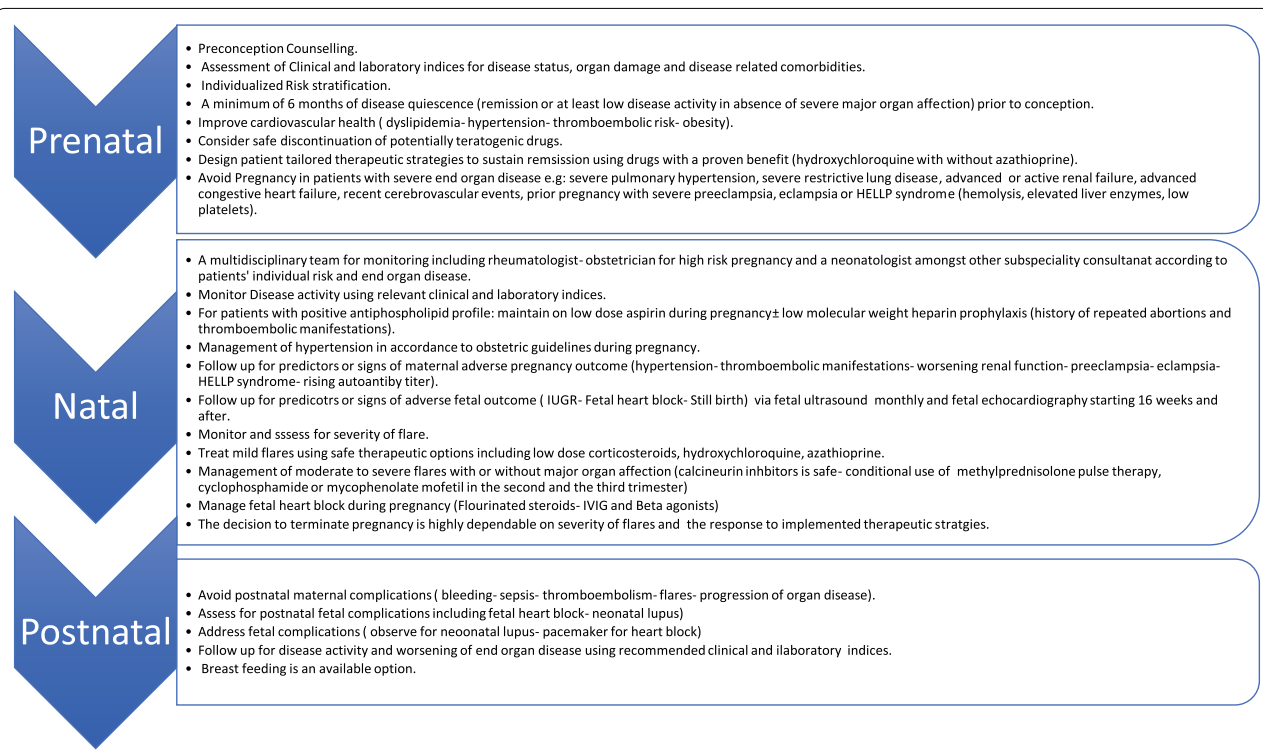 Prenatal
• Preconception Counselling.
• Assessment of Clinical and laboratory indices for disease status, organ damage and disease related comorbidities.
• Individualized Risk stratification.
• A minimum of 6 months of disease quiescence (remission or at least low disease activity in absence of severe major organ affection) prior to conception.
• Improve cardiovascular health ( dyslipidemia- hypertension- thromboembolic risk- obesity).
• Consider safe discontinuation of potentially teratogenic drugs.
• Design patient tailored therapeutic strategies to sustain remsission using drugs with a proven benefit (hydroxychloroquine with without azathioprine).
• Avoid Pregnancy in patients with severe end organ disease e.g: severe pulmonary hypertension, severe restrictive lung disease, advanced or active renal failure, advanced
congestive heart failure, recent cerebrovascular events, prior pregnancy with severe preeclampsia, eclampsia or HELLP syndrome (hemolysis, elevated liver enzymes, low
platelets).
Natal
• A multidisciplinary team for monitoring including rheumatologist- obstetrician for high risk pregnancy and a neonatologist amongst other subspeciality consultanat according to
patients' individual risk and end organ disease.
• Monitor Disease activity using relevant clinical and laboratory indices.
• For patients with positive antiphospholipid profile: maintain on low dose aspirin during pregnancy± low molecular weight heparin prophylaxis (history of repeated abortions and
thromboembolic manifestations).
• Management of hypertension in accordance to obstetric guidelines during pregnancy.
• Follow up for predictors or signs of maternal adverse pregnancy outcome (hypertension- thromboembolic manifestations- worsening renal function- preeclampsia- eclampsia-
HELLP syndrome- rising autoantiby titer).
• Follow up for predicotrs or signs of adverse fetal outcome ( IUGR- Fetal heart block- Still birth) via fetal ultrasound monthly and fetal echocardiography starting 16 weeks and
after.
• Monitor and sssess for severity of flare.
• Treat mild flares using safe therapeutic options including low dose corticosteroids, hydroxychloroquine, azathioprine.
• Management of moderate to severe flares with or without major organ affection (calcineurin inhbitors is safe- conditional use of methylprednisolone pulse therapy,
cyclophosphamide or mycophenolate mofetil in the second and the third trimester)
• Manage fetal heart block during pregnancy (Flourinated steroids- IVIG and Beta agonists)
• The decision to terminate pregnancy is highly dependable on severity of flares and the response to implemented therapeutic stratgies.
Postnatal
• Avoid postnatal maternal complications ( bleeding- sepsis- thromboembolism- flares- progression of organ disease).
• Assess for postnatal fetal complications including fetal heart block- neonatal lupus)
• Address fetal complications ( observe for neoonatal lupus- pacemaker for heart block)
• Follow up for disease activity and worsening of end organ disease using recommended clinical and ilaboratory indices.
• Breast feeding is an available option.